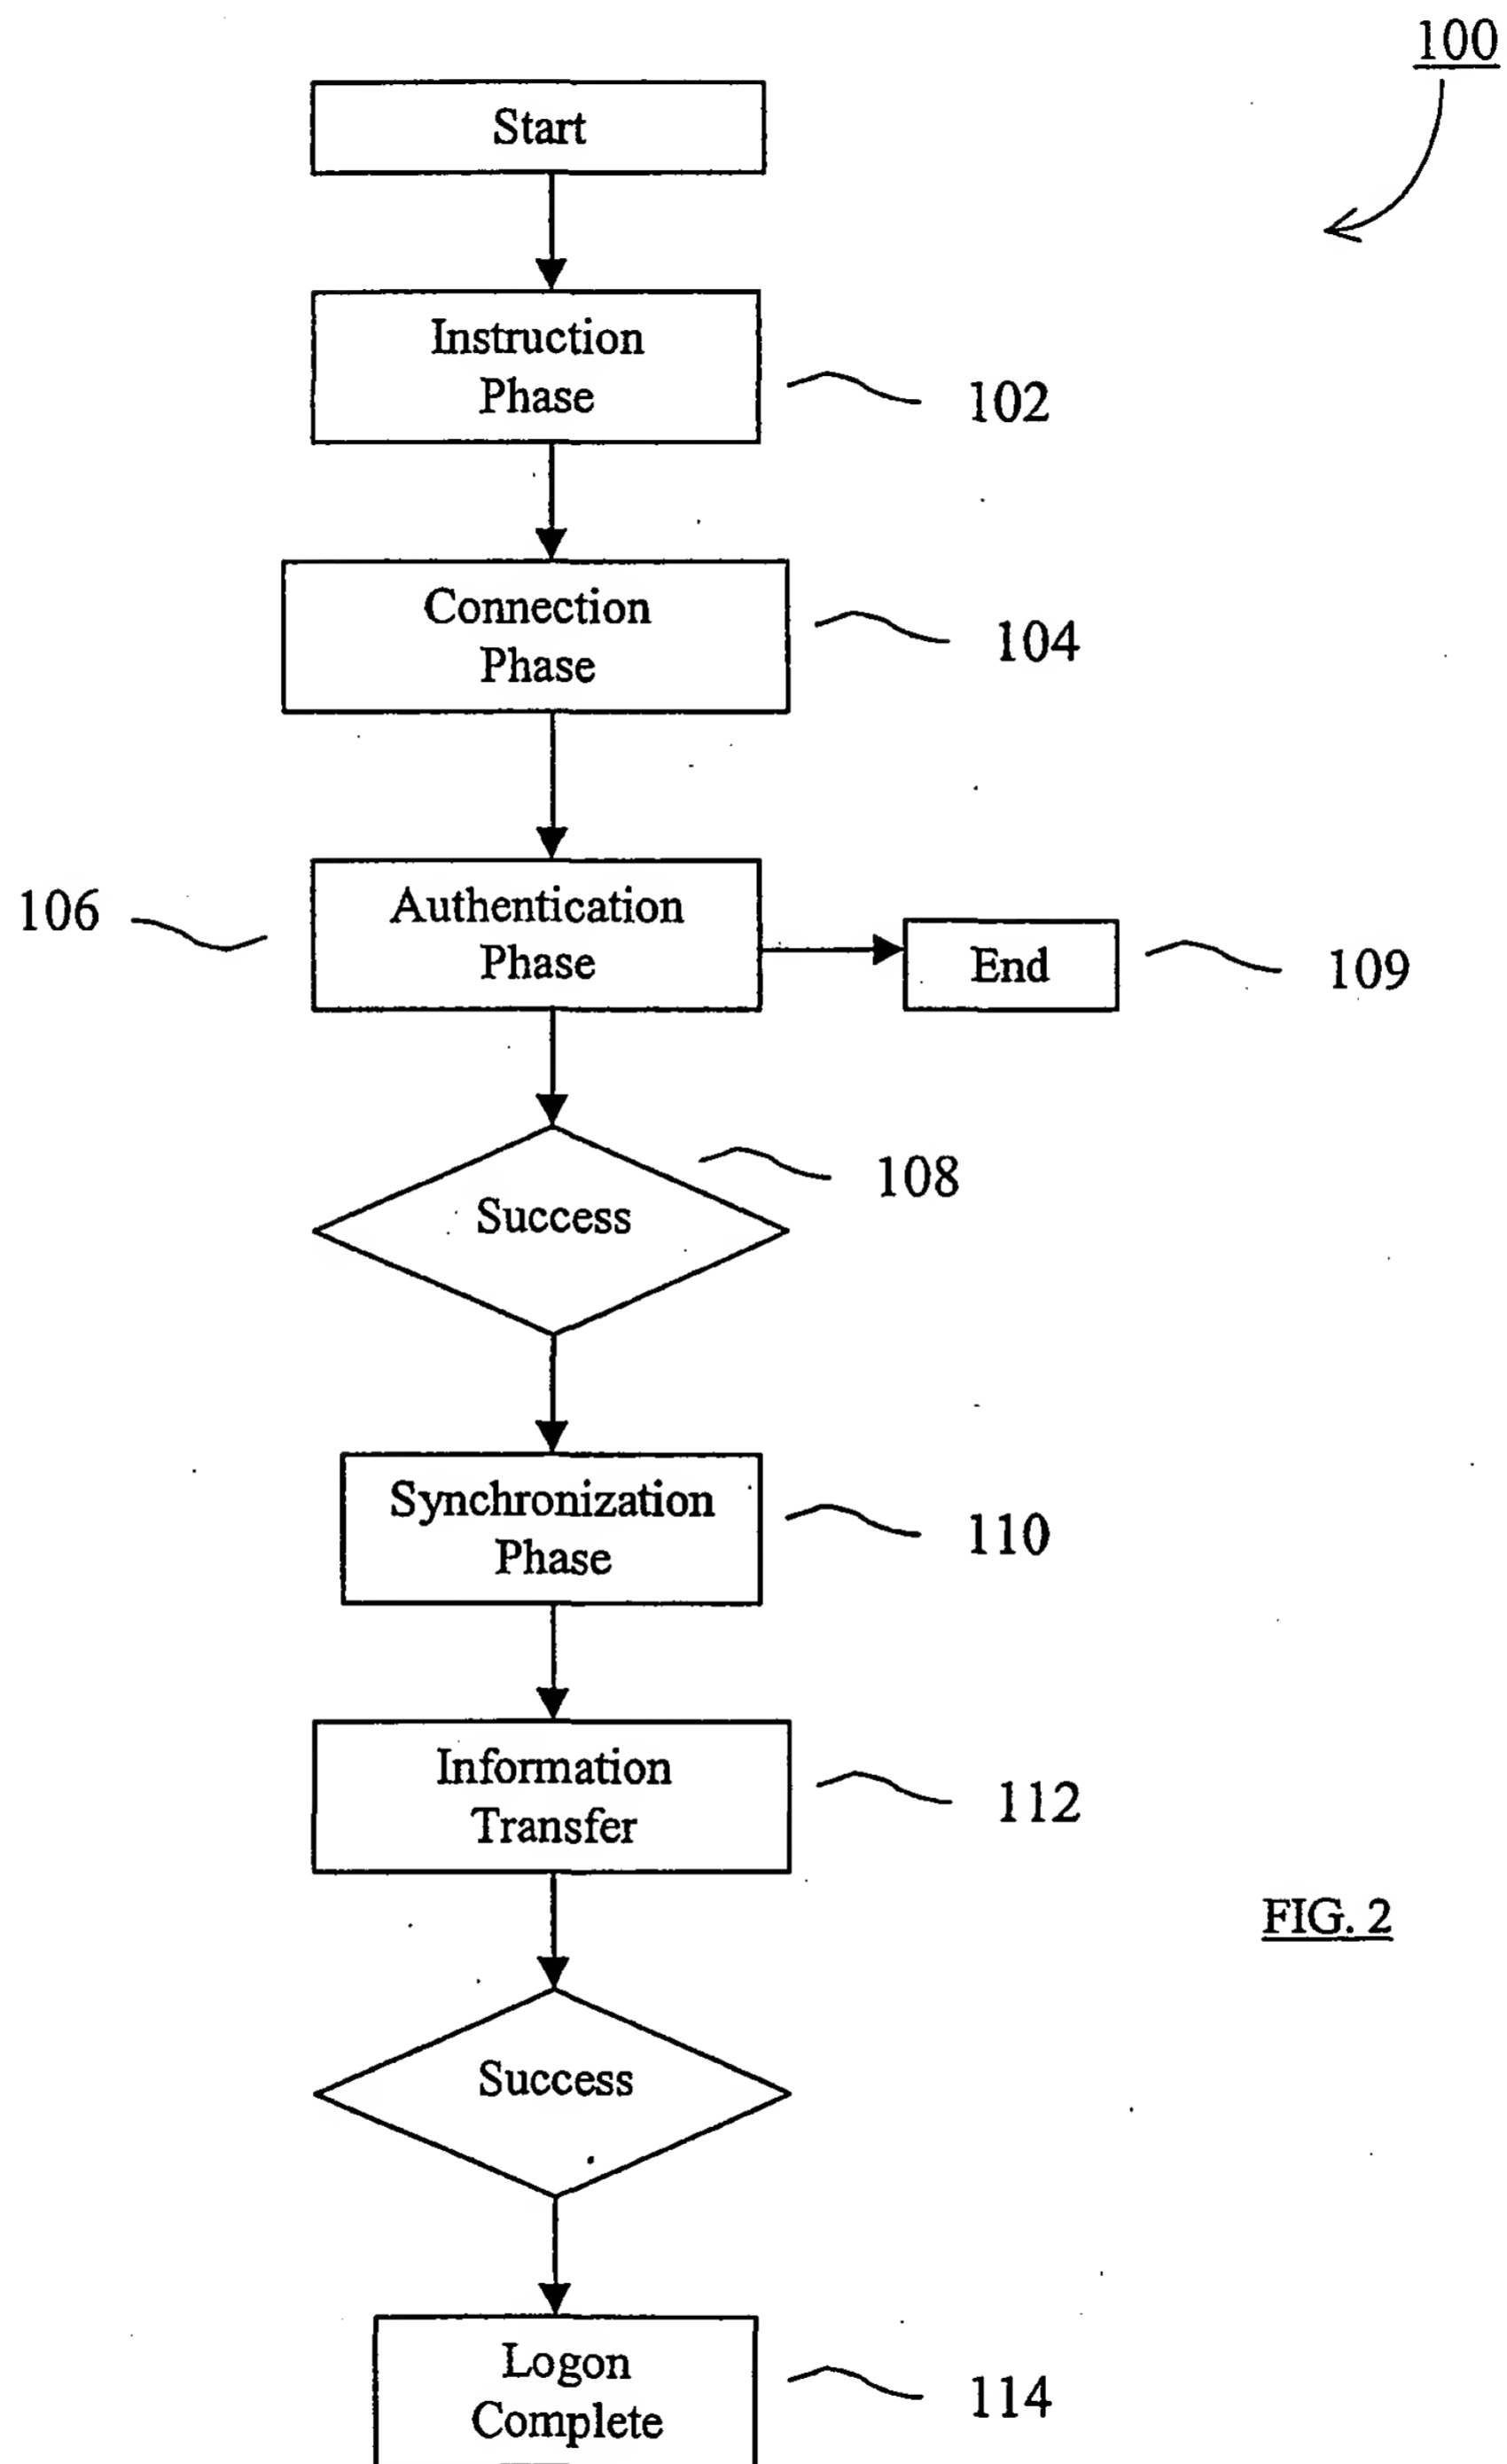 100
Start
Instruction
Phase
102
Connection
Phase
104
106
Authentication
Phase
End
109
108
Success
Synchronization
Phase
110
Information
Transfer
112
FIG. 2
Success
Logon
Complete
114